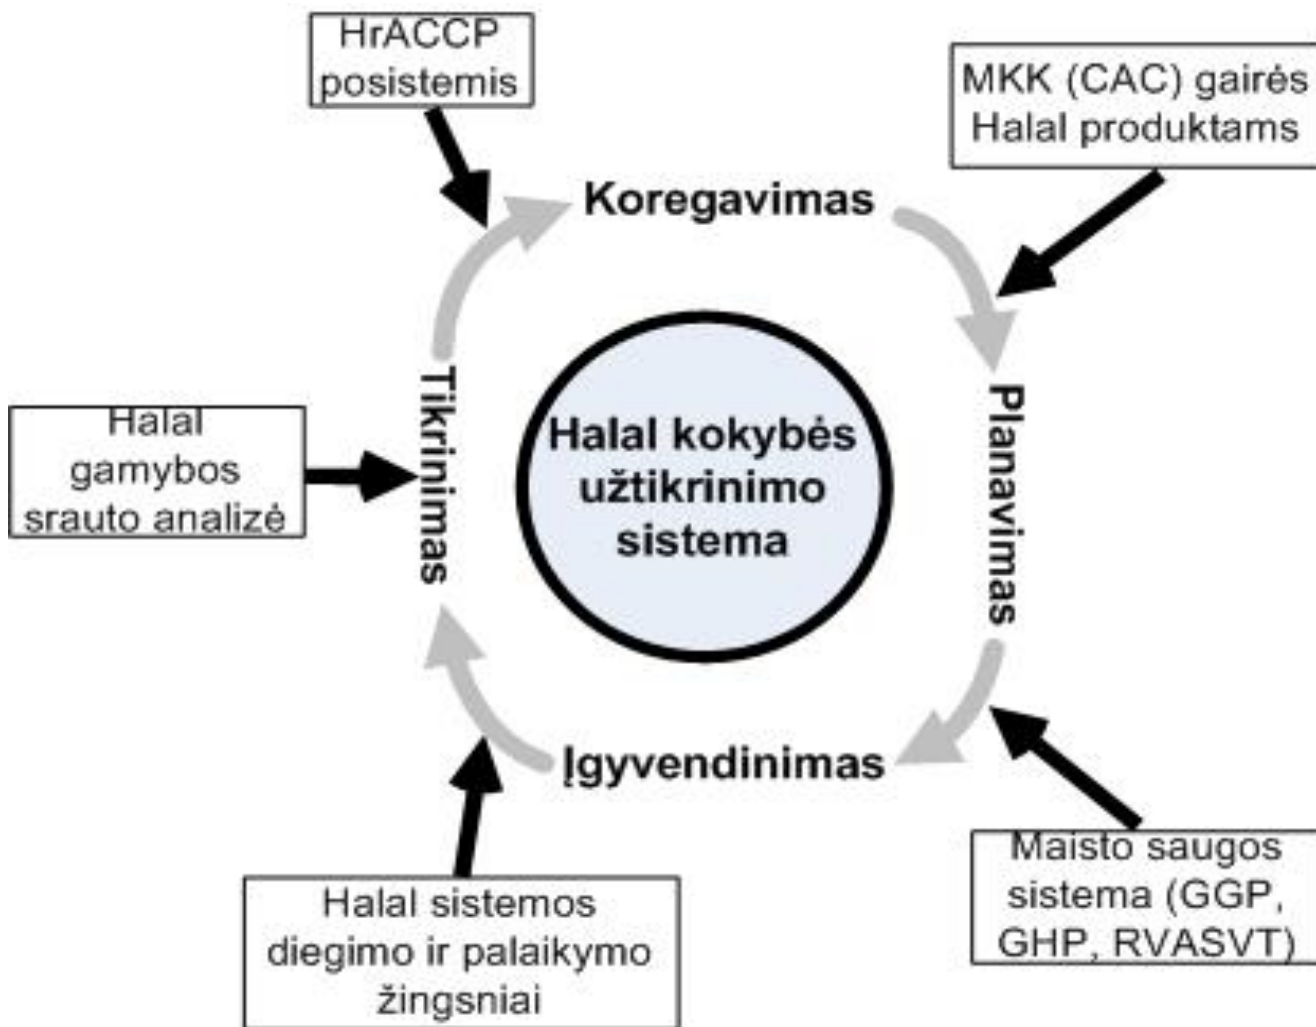 HrACCP
posistemis
MKK (CAC) gairės
Halal produktams
Koregavimas
Tikrinimas
Planavimas
Halal
gamybos
srauto analizė
Halal kokybės
užtikrinimo
sistema
Įgyvendinimas
Maisto saugos
sistema (GGP,
GHP, RVASVT)
Halal sistemos
diegimo ir palaikymo
žingsniai